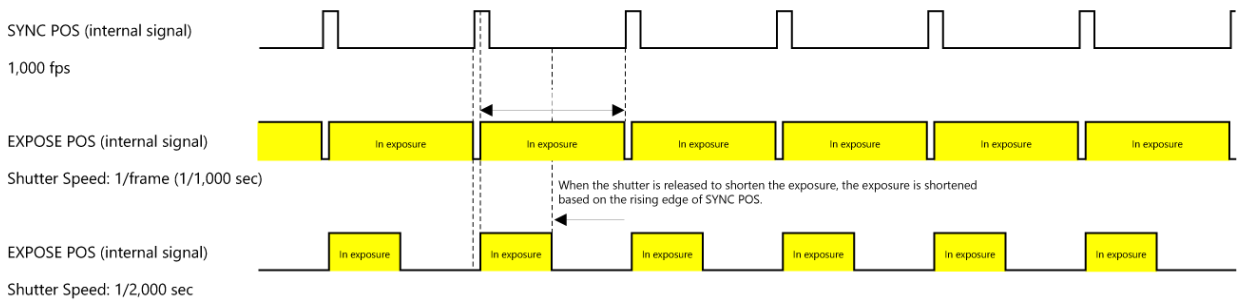 SYNC POS (internal signal)
1,000 fps
EXPOSE POS (internal signal)
In exposure
In exposure
In exposure
In exposure
In exposure
In exposure
Shutter Speed: 1/frame (1/1,000 sec)
When the shutter is released to shorten the exposure, the exposure is shortened
based on the rising edge of SYNC POS.
EXPOSE POS (internal signal)
In exposure
In exposure
In exposure
In exposure
In exposure
In exposure
Shutter Speed: 1/2,000 sec